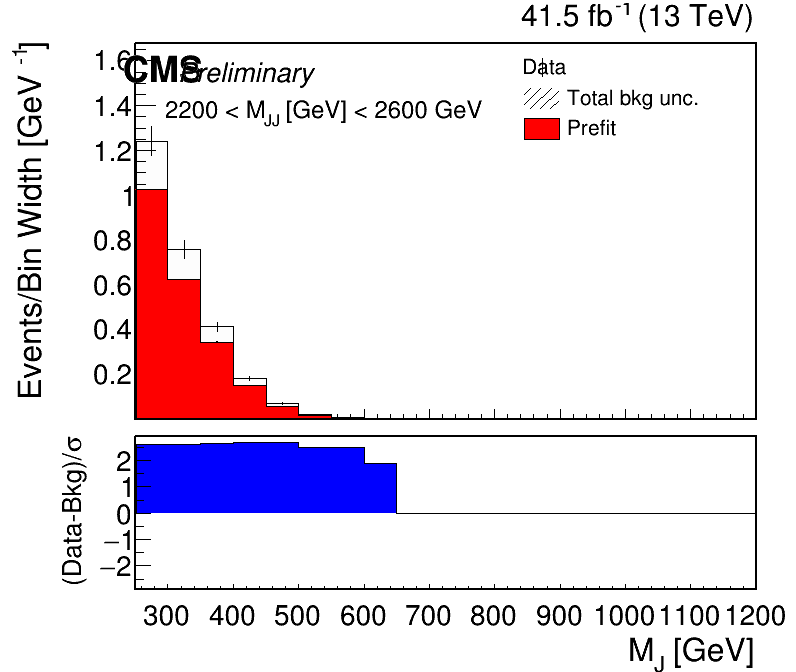 41.5 fb⁻¹ (13 TeV)
CMS Preliminary
2200 < M_JJ [GeV] < 2600 GeV
Data
Total bkg unc.
Prefit
Events/Bin Width [GeV⁻¹]
1.6
1.4
1.2
1
0.8
0.6
0.4
0.2
(Data-Bkg)/σ
2
1
0
−1
−2
300 400 500 600 700 800 900 1000 1100 1200
M_J [GeV]